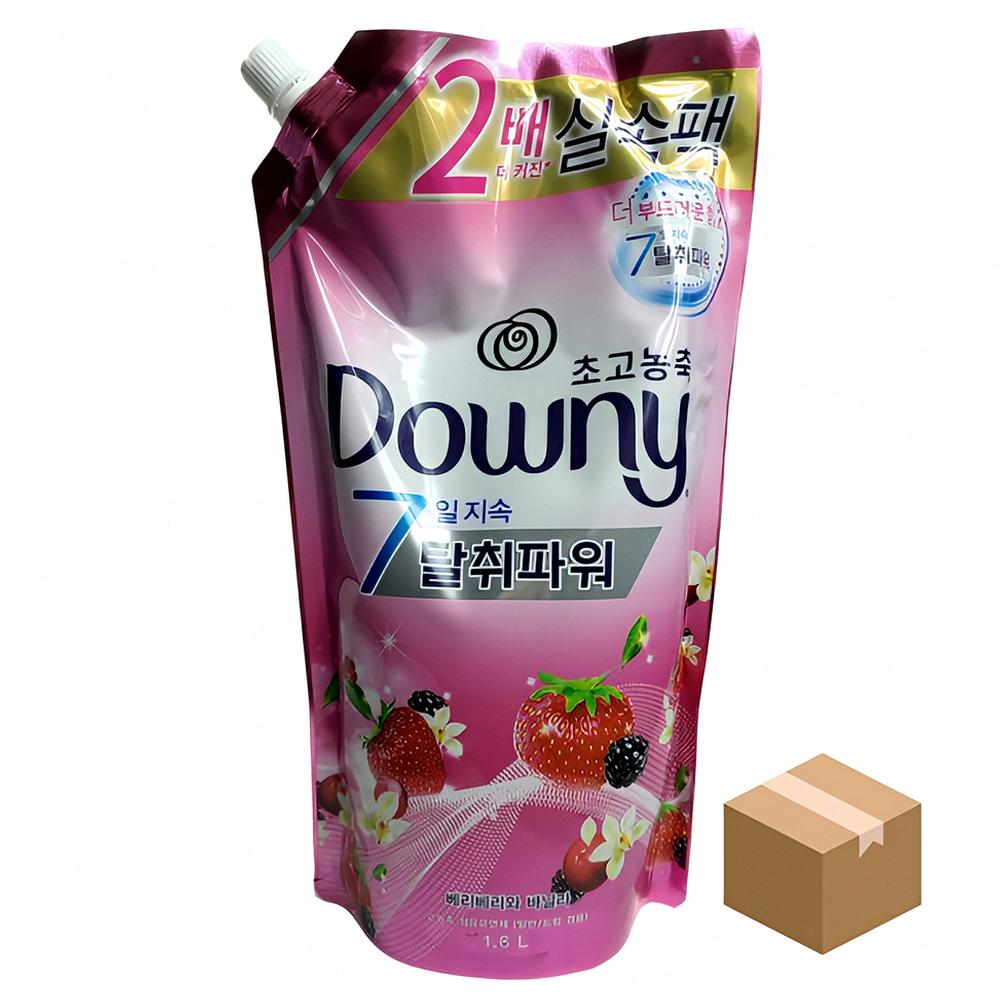 2배 실속팩
더 커진
더 부드러운
7일 지속
탈취파워
초고농축
Downy
7일 지속
탈취파워
베리베리와 바닐라
1.6 L